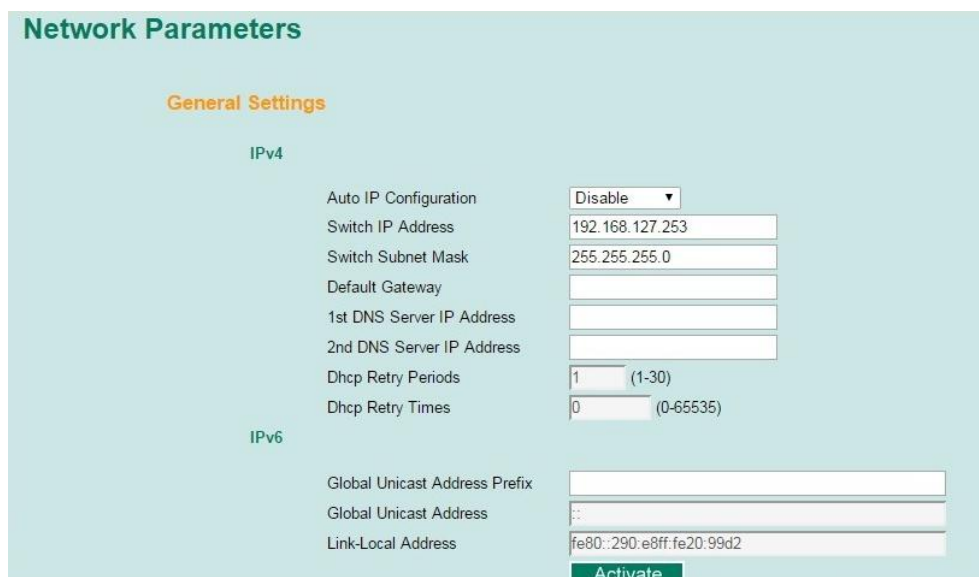 Network Parameters
General Settings
IPv4
Auto IP Configuration Disable
Switch IP Address 192.168.127.253
Switch Subnet Mask 255.255.255.0
Default Gateway
1st DNS Server IP Address
2nd DNS Server IP Address
Dhcp Retry Periods 1 (1-30)
Dhcp Retry Times 0 (0-65535)
IPv6
Global Unicast Address Prefix
Global Unicast Address ::
Link-Local Address fe80::290:e8ff:fe20:99d2
Activate